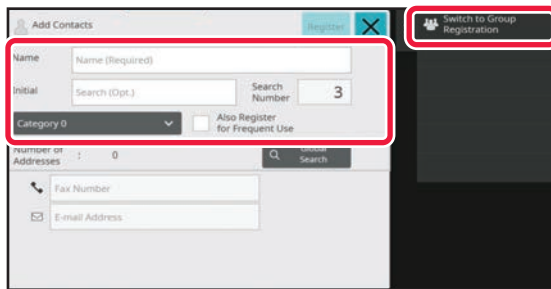 Add Contacts
Register
Switch to Group
Registration
Name
Name (Required)
Initial
Search (Opt.)
Search
Number
3
Category 0
Also Register
for Frequent Use
Number of
Addresses
:
0
Global
Search
Fax Number
E-mail Address